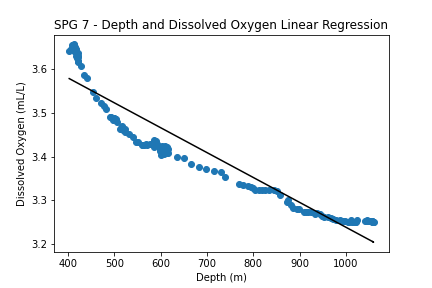 SPG 7 - Depth and Dissolved Oxygen Linear Regression
Dissolved Oxygen (mL/L)
3.6
3.5
3.4
3.3
3.2
400 500 600 700 800 900 1000
Depth (m)